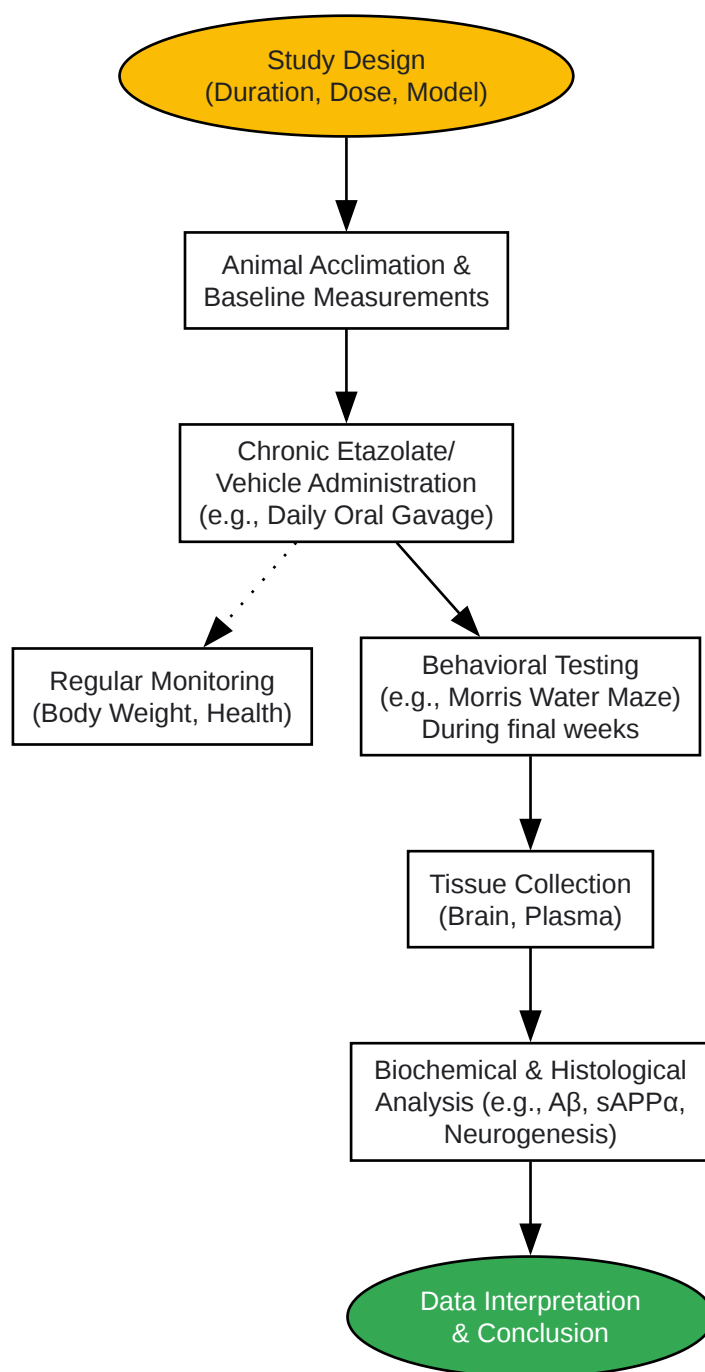 Study Design
(Duration, Dose, Model)
Animal Acclimation &
Baseline Measurements
Chronic Etazolate/
Vehicle Administration
(e.g., Daily Oral Gavage)
Regular Monitoring
(Body Weight, Health)
Behavioral Testing
(e.g., Morris Water Maze)
During final weeks
Tissue Collection
(Brain, Plasma)
Biochemical & Histological
Analysis (e.g., Aβ, sAPPα,
Neurogenesis)
Data Interpretation
& Conclusion